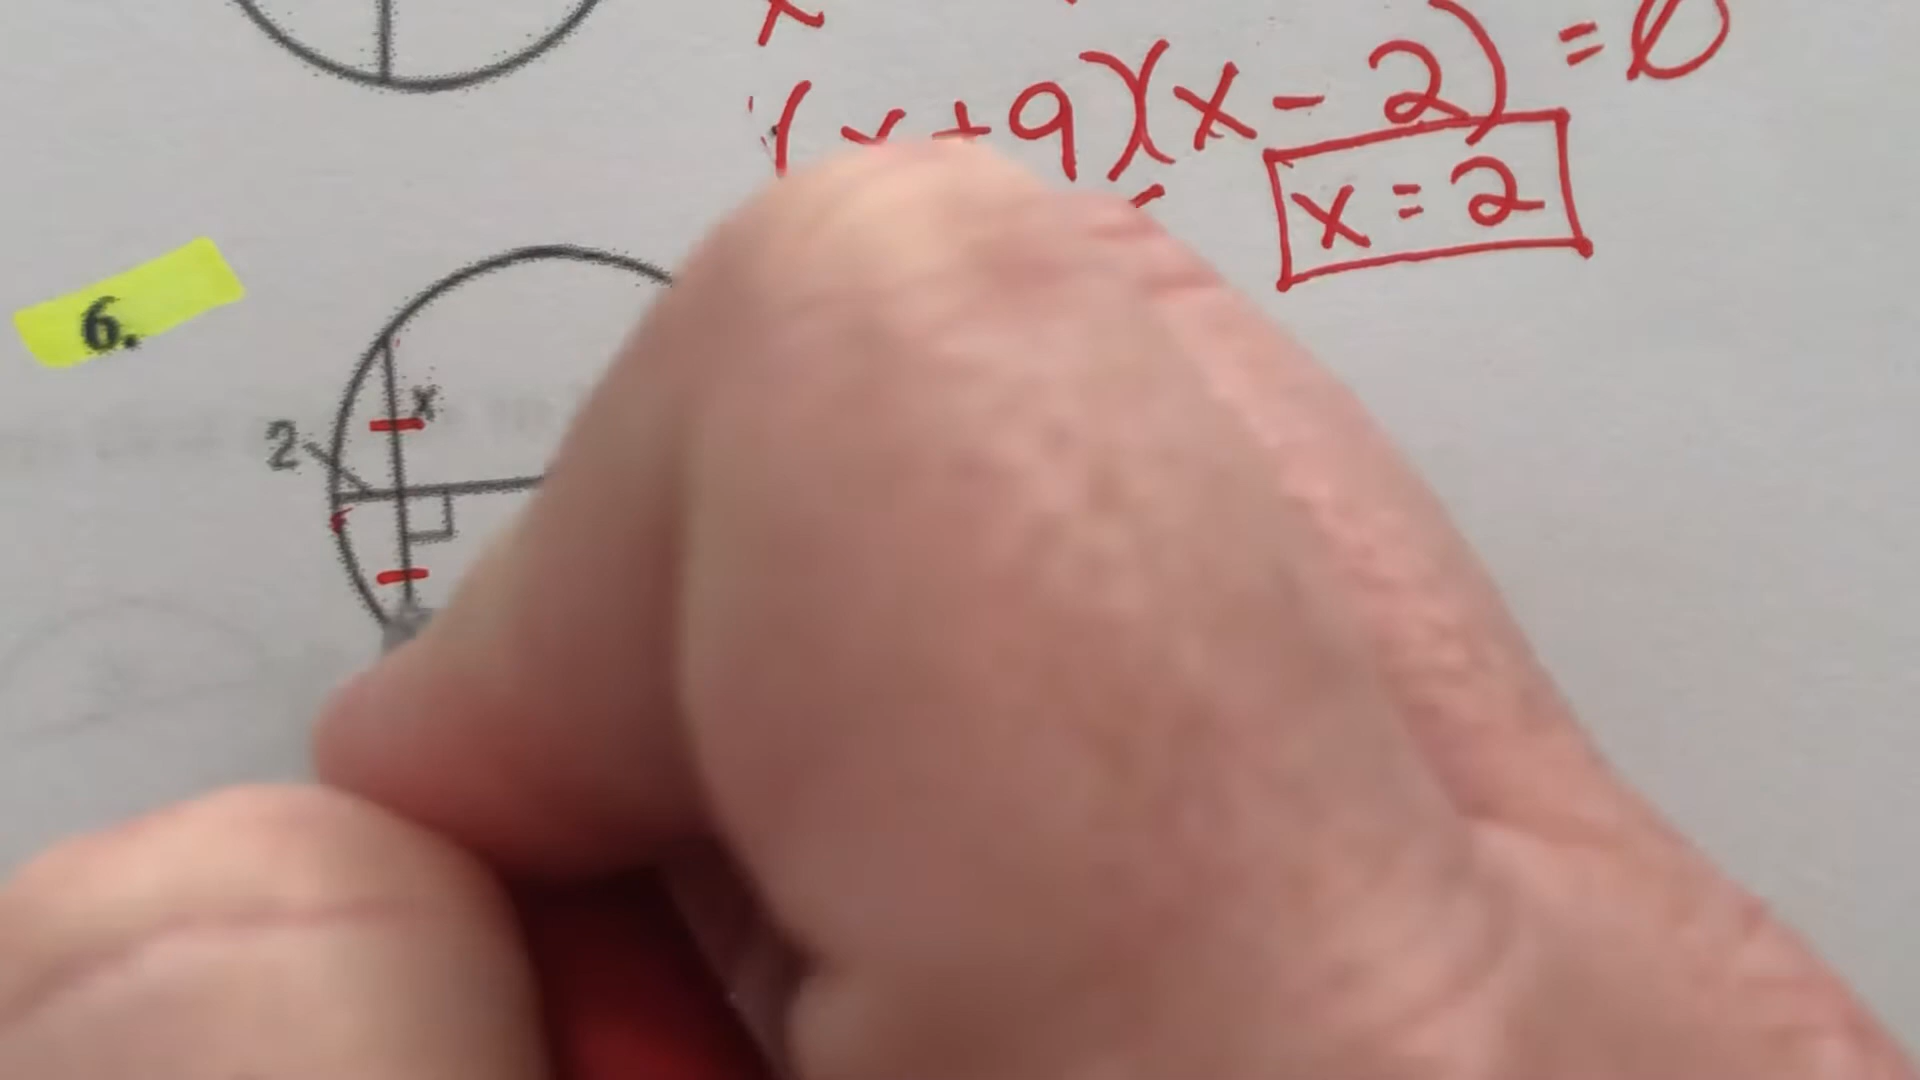 x
(x+9)(x-2)=0
x=2
6.
x
2